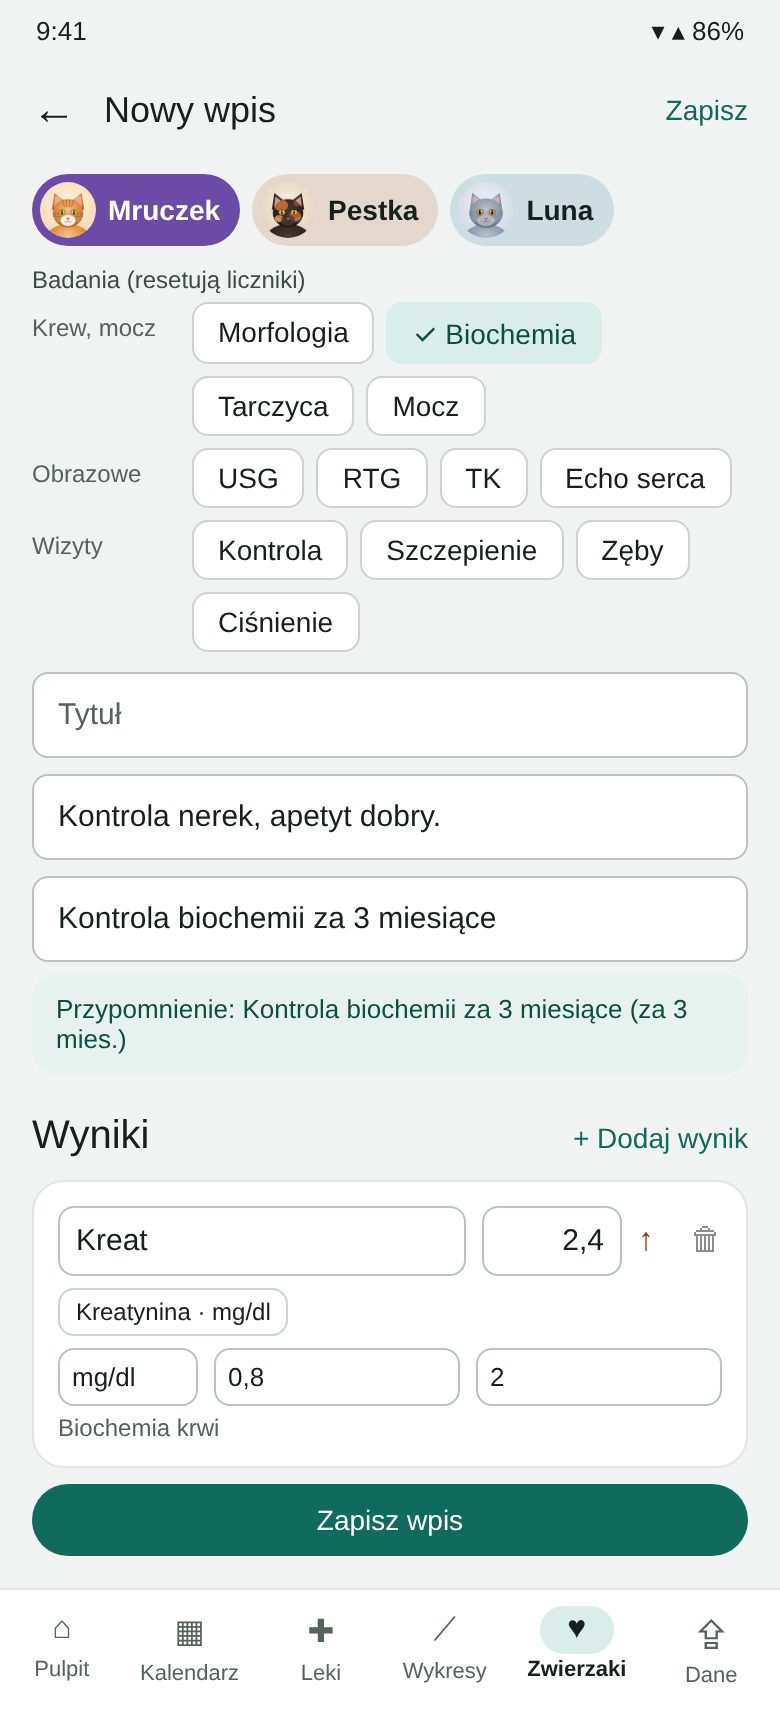 9:41
86%
← Nowy wpis
Zapisz
Mruczek
Pestka
Luna
Badania (resetują liczniki)
Krew, mocz
Morfologia
✓ Biochemia
Tarczyca
Mocz
Obrazowe
USG
RTG
TK
Echo serca
Wizyty
Kontrola
Szczepienie
Zęby
Ciśnienie
Tytuł
Kontrola nerek, apetyt dobry.
Kontrola biochemii za 3 miesiące
Przypomnienie: Kontrola biochemii za 3 miesiące (za 3
mies.)
Wyniki
+ Dodaj wynik
Kreat
2,4
↑
Kreatynina · mg/dl
mg/dl
0,8
2
Biochemia krwi
Zapisz wpis
Pulpit
Kalendarz
Leki
Wykresy
Zwierzaki
Dane